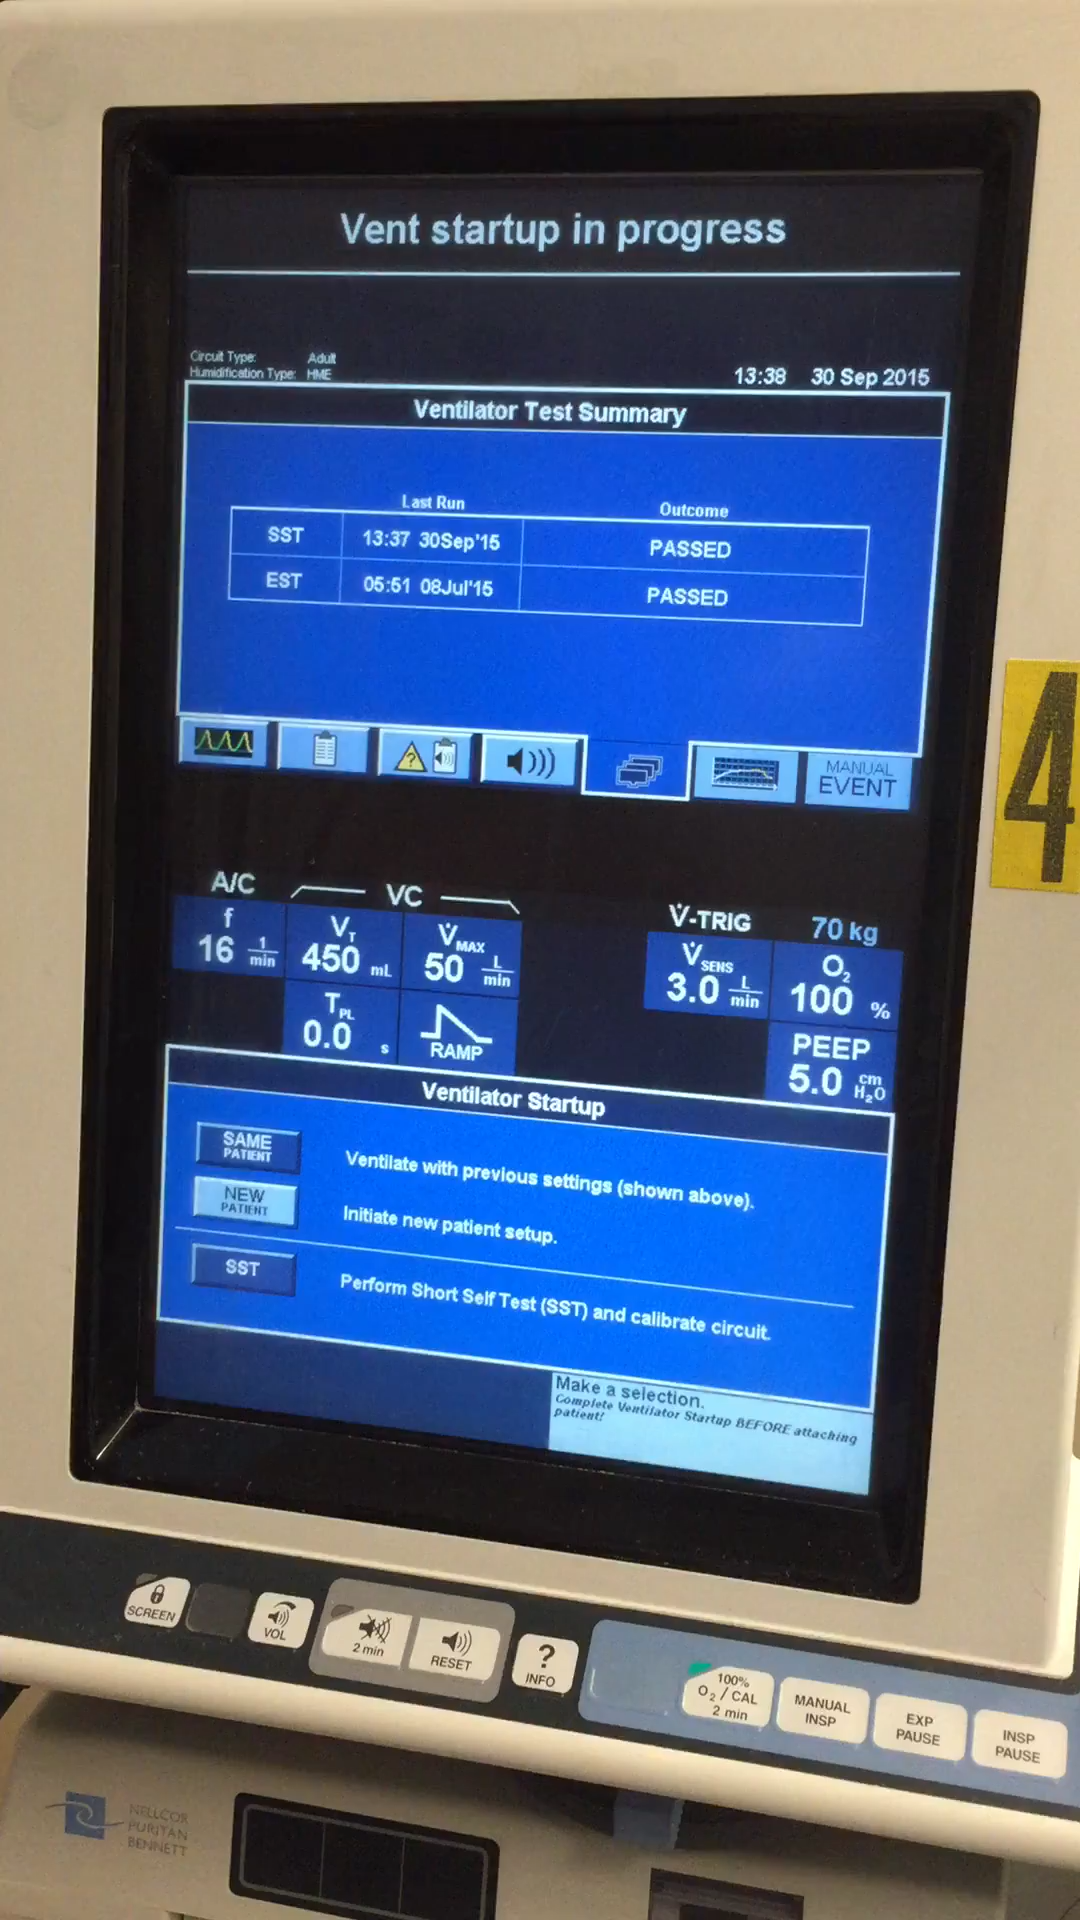 Vent startup in progress
Circuit Type: Adult
Humidification Type: HME
13:38 30 Sep 2015
Ventilator Test Summary
Last Run Outcome
SST 13:37 30Sep'15 PASSED
EST 05:51 08Jul'15 PASSED
MANUAL
EVENT
4
A/C VC V̇-TRIG 70 kg
f
16 1/min
VT
450 mL
V̇MAX
50 L/min
V̇SENS
3.0 L/min
O2
100 %
TPL
0.0 s
RAMP
PEEP
5.0 cm H2O
Ventilator Startup
SAME
PATIENT
Ventilate with previous settings (shown above).
NEW
PATIENT
Initiate new patient setup.
SST
Perform Short Self Test (SST) and calibrate circuit.
Make a selection.
Complete Ventilator Startup BEFORE attaching
patient!
SCREEN
VOL
2 min
RESET
?
INFO
100%
O2 / CAL
2 min
MANUAL
INSP
EXP
PAUSE
INSP
PAUSE
NELLCOR
PURITAN
BENNETT